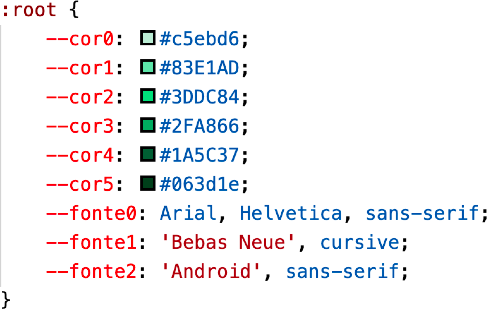 :root {
--cor0: #c5ebd6;
--cor1: #83E1AD;
--cor2: #3DDC84;
--cor3: #2FA866;
--cor4: #1A5C37;
--cor5: #063d1e;
--fonte0: Arial, Helvetica, sans-serif;
--fonte1: 'Bebas Neue', cursive;
--fonte2: 'Android', sans-serif;
}